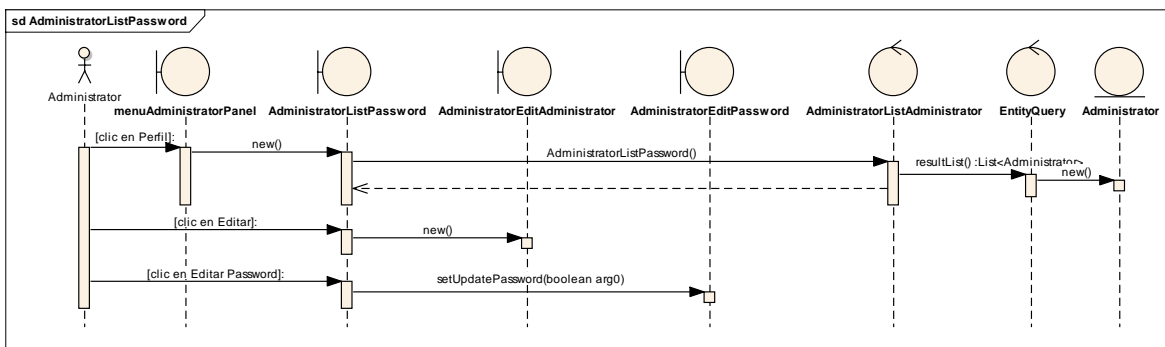 sd AdministratorListPassword
Administrator
menuAdministratorPanel
AdministratorListPassword
AdministratorEditAdministrator
AdministratorEditPassword
AdministratorListAdministrator
EntityQuery
Administrator
[clic en Perfil]:
new()
AdministratorListPassword()
resultList() :List<Administrator>
new()
[clic en Editar]:
new()
[clic en Editar Password]:
setUpdatePassword(boolean arg0)